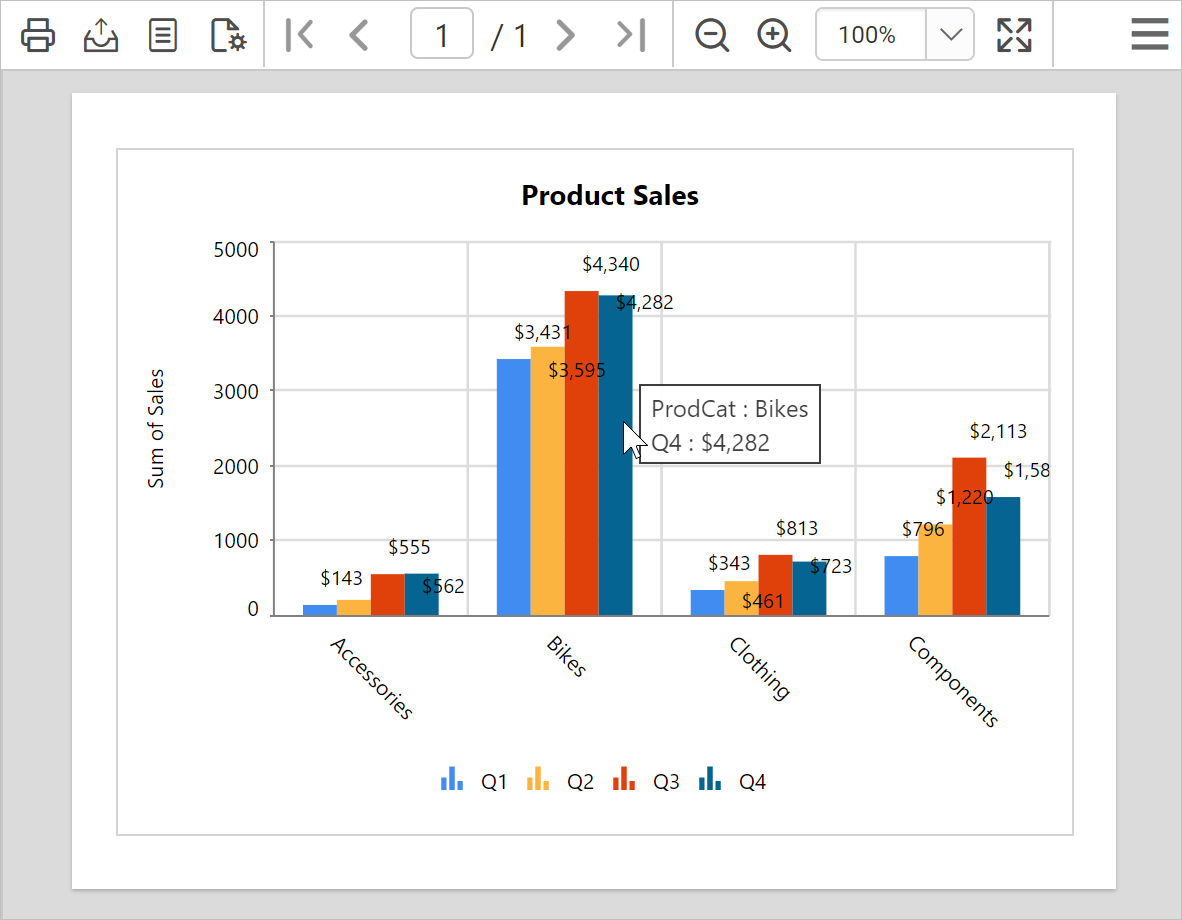 1 / 1 100%
Product Sales
Sum of Sales
5000
4000
3000
2000
1000
0
$143
$555
$562
$3,431
$3,595
$4,340
$4,282
$343
$461
$813
$723
$796
$1,220
$2,113
$1,58
ProdCat : Bikes
Q4 : $4,282
Accessories
Bikes
Clothing
Components
Q1 Q2 Q3 Q4